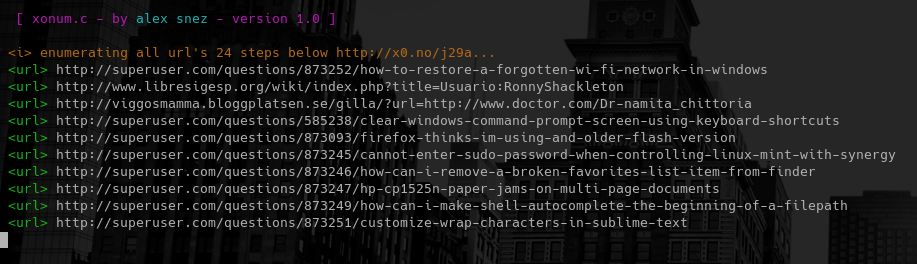 [ xonum.c - by alex snez - version 1.0 ]
<i> enumerating all url's 24 steps below http://x0.no/j29a...
<url> http://superuser.com/questions/873252/how-to-restore-a-forgotten-wi-fi-network-in-windows
<url> http://www.libresigesp.org/wiki/index.php?title=Usuario:RonnyShackleton
<url> http://viggosmamma.bloggplatsen.se/gilla/?url=http://www.doctor.com/Dr-namita_chittoria
<url> http://superuser.com/questions/585238/clear-windows-command-prompt-screen-using-keyboard-shortcuts
<url> http://superuser.com/questions/873093/firefox-thinks-im-using-and-older-flash-version
<url> http://superuser.com/questions/873245/cannot-enter-sudo-password-when-controlling-linux-mint-with-synergy
<url> http://superuser.com/questions/873246/how-can-i-remove-a-broken-favorites-list-item-from-finder
<url> http://superuser.com/questions/873247/hp-cp1525n-paper-jams-on-multi-page-documents
<url> http://superuser.com/questions/873249/how-can-i-make-shell-autocomplete-the-beginning-of-a-filepath
<url> http://superuser.com/questions/873251/customize-wrap-characters-in-sublime-text